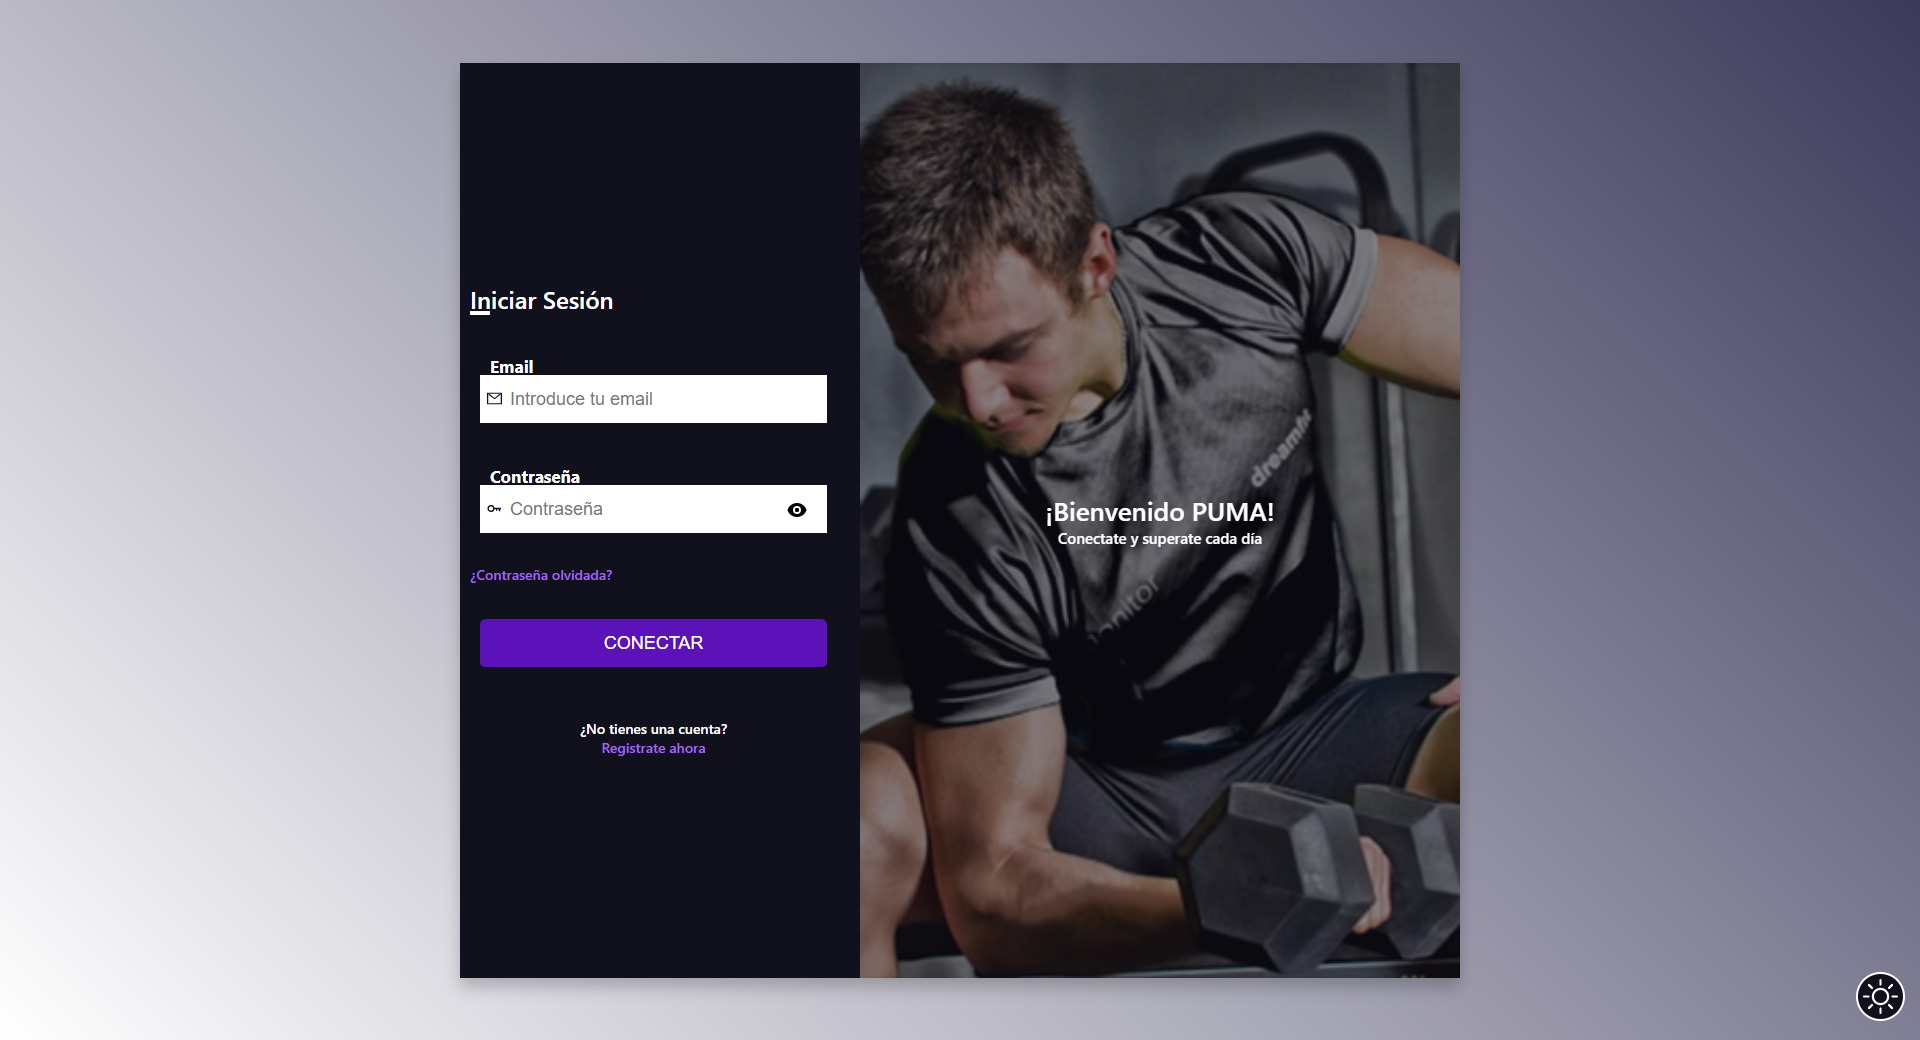 Iniciar Sesión
Email
Introduce tu email
Contraseña
Contraseña
¿Contraseña olvidada?
CONECTAR
¿No tienes una cuenta?
Registrate ahora
dreamfit
¡Bienvenido PUMA!
Conectate y superate cada día